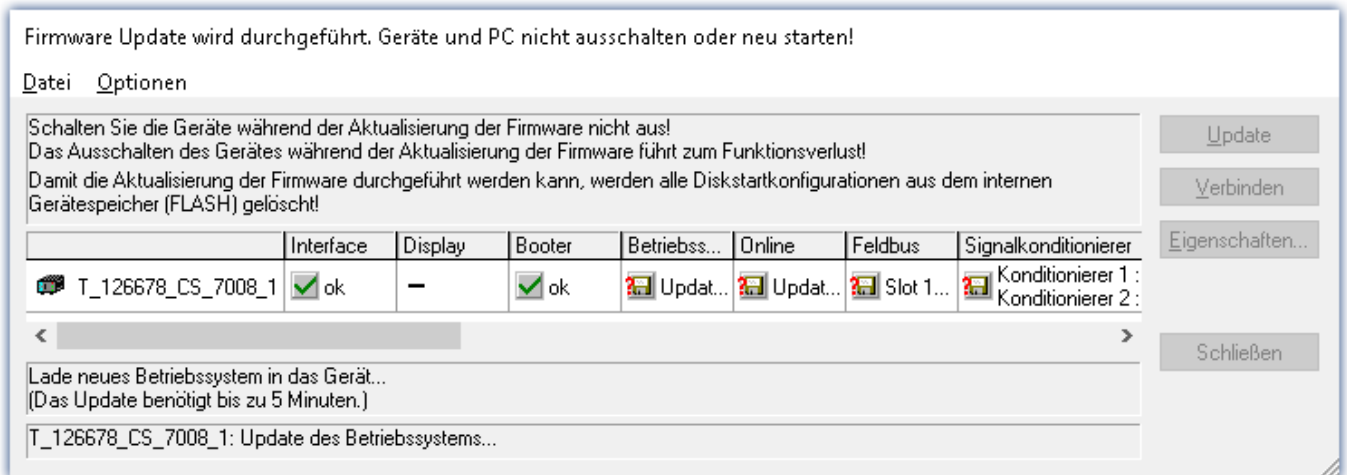 Firmware Update wird durchgeführt. Geräte und PC nicht ausschalten oder neu starten!
Datei Optionen
Schalten Sie die Geräte während der Aktualisierung der Firmware nicht aus!
Das Ausschalten des Gerätes während der Aktualisierung der Firmware führt zum Funktionsverlust!
Damit die Aktualisierung der Firmware durchgeführt werden kann, werden alle Diskstartkonfigurationen aus dem internen
Gerätespeicher (FLASH) gelöscht!
Update
Verbinden
Eigenschaften...
Schließen
Interface Display Booter Betriebss... Online Feldbus Signalkonditionierer
T_126678_CS_7008_1 ok – ok Updat... Updat... Slot 1... Konditionierer 1 :
Konditionierer 2 :
Lade neues Betriebssystem in das Gerät...
(Das Update benötigt bis zu 5 Minuten.)
T_126678_CS_7008_1: Update des Betriebssystems...